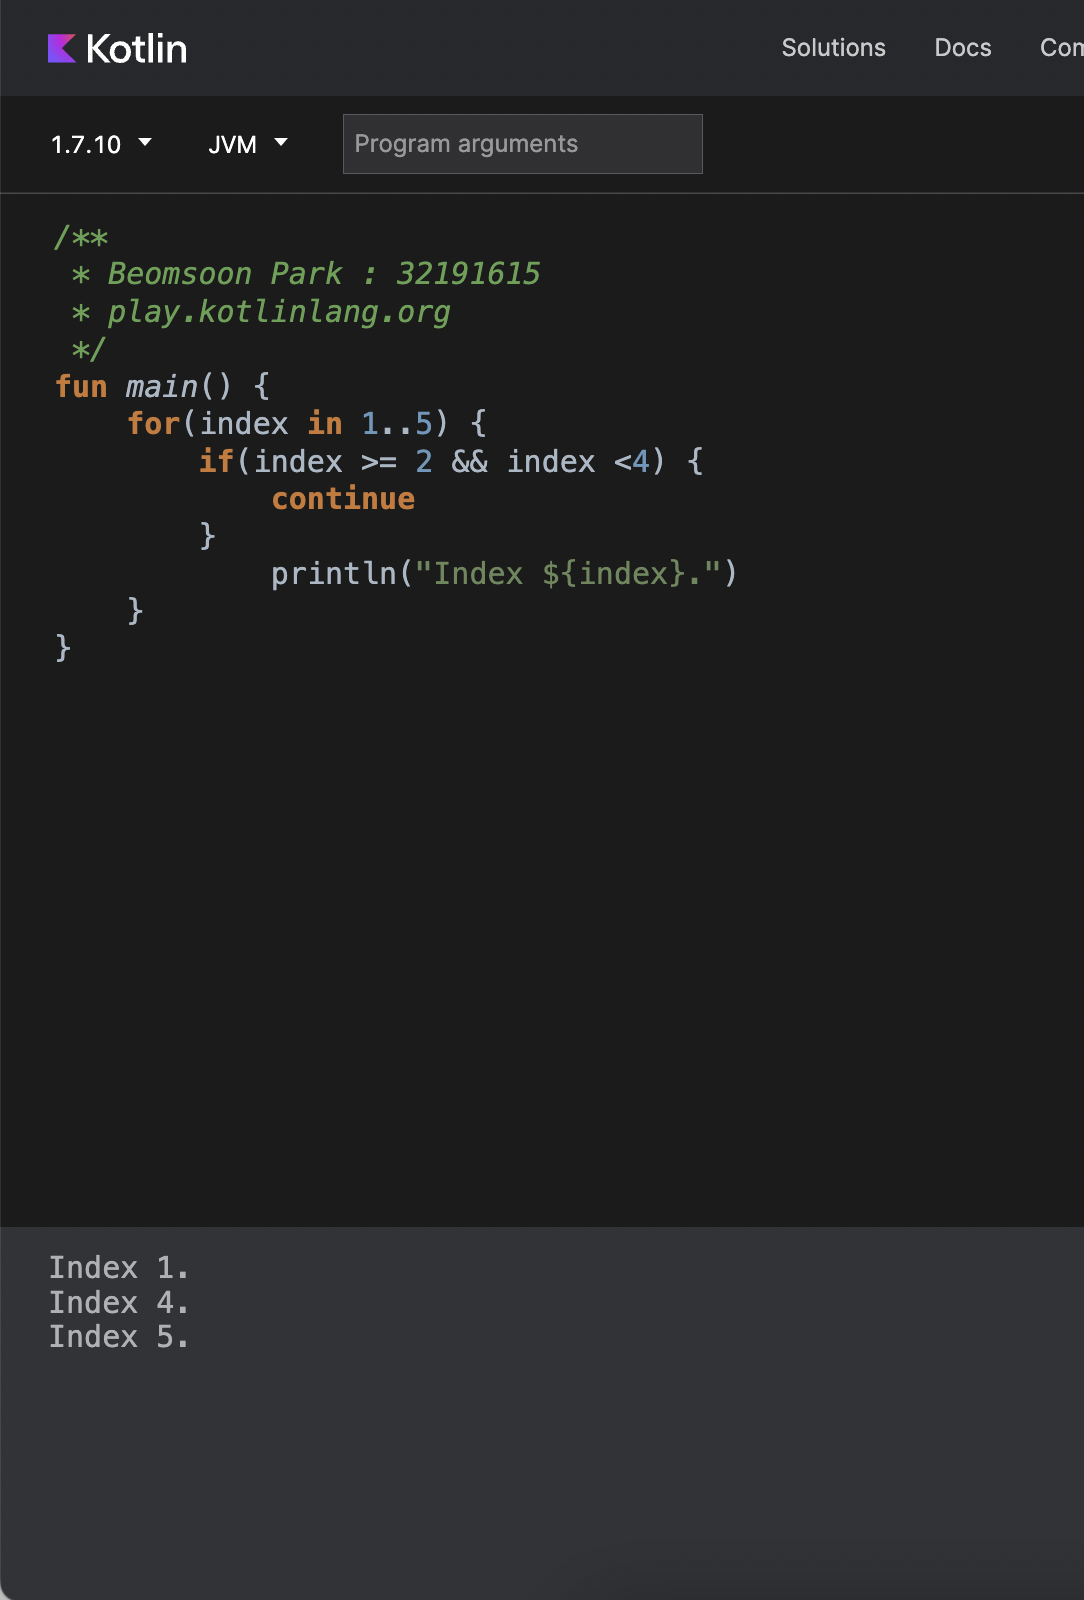 Kotlin Solutions Docs Com
1.7.10 JVM Program arguments
/**
 * Beomsoon Park : 32191615
 * play.kotlinlang.org
 */
fun main() {
    for(index in 1..5) {
        if(index >= 2 && index <4) {
            continue
        }
            println("Index ${index}.")
    }
}
Index 1.
Index 4.
Index 5.